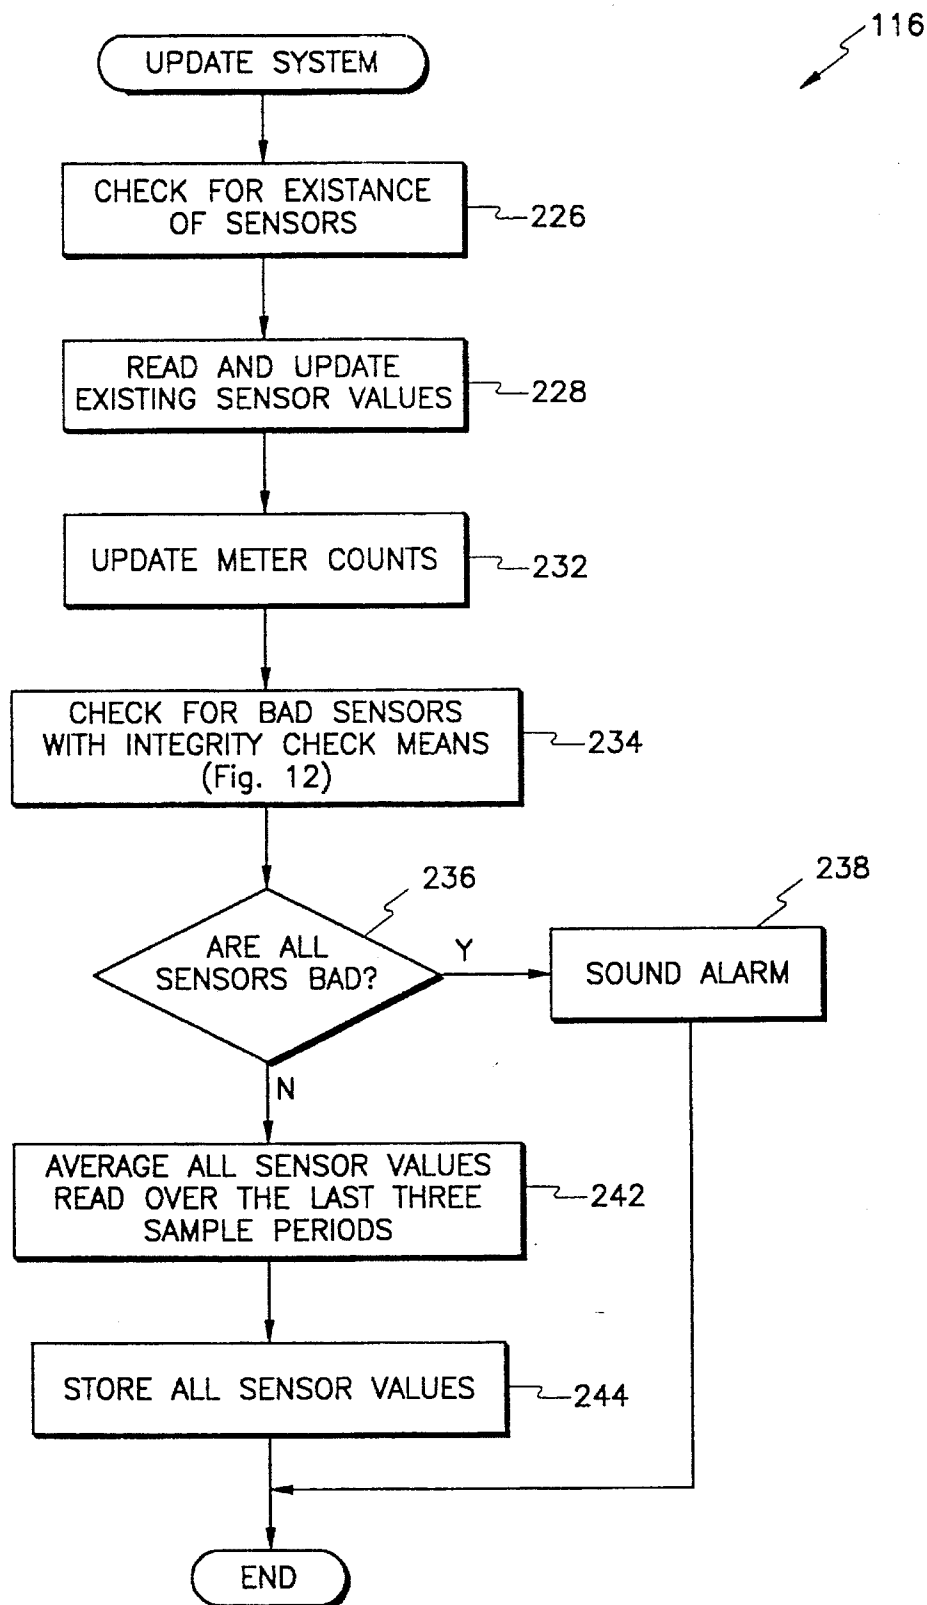 116
UPDATE SYSTEM
CHECK FOR EXISTANCE
OF SENSORS
226
READ AND UPDATE
EXISTING SENSOR VALUES
228
UPDATE METER COUNTS
232
CHECK FOR BAD SENSORS
WITH INTEGRITY CHECK MEANS
(Fig. 12)
234
236
ARE ALL
SENSORS BAD?
Y
238
SOUND ALARM
N
AVERAGE ALL SENSOR VALUES
READ OVER THE LAST THREE
SAMPLE PERIODS
242
STORE ALL SENSOR VALUES
244
END